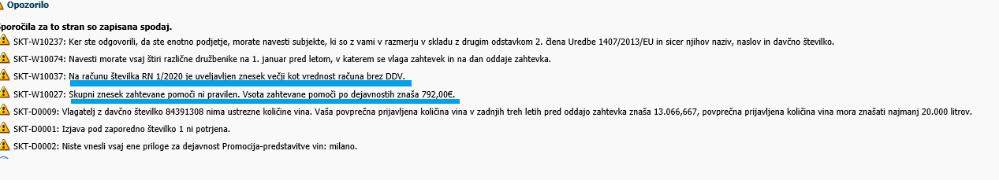 Opozorilo
Sporočila za to stran so zapisana spodaj.
SKT-W10237: Ker ste odgovorili, da ste enotno podjetje, morate navesti subjekte, ki so z vami v razmerju v skladu z drugim odstavkom 2. člena Uredbe 1407/2013/EU in sicer njihov naziv, naslov in davčno številko.
SKT-W10074: Navesti morate vsaj štiri različne družbenike na 1. januar pred letom, v katerem se vlaga zahtevek in na dan oddaje zahtevka.
SKT-W10037: Na računu številka RN 1/2020 je uveljavljen znesek večji kot vrednost računa brez DDV.
SKT-W10027: Skupni znesek zahtevane pomoči ni pravilen. Vsota zahtevane pomoči po dejavnostih znaša 792,00€.
SKT-D0009: Vlagatelj z davčno številko 84391308 nima ustrezne količine vina. Vaša povprečna prijavljena količina vina v zadnjih treh letih pred oddajo zahtevka znaša 13.066,667, povprečna prijavljena količina vina mora znašati najmanj 20.000 litrov.
SKT-D0001: Izjava pod zaporedno številko 1 ni potrjena.
SKT-D0002: Niste vnesli vsaj ene priloge za dejavnost Promocija-predstavitve vin: milano.